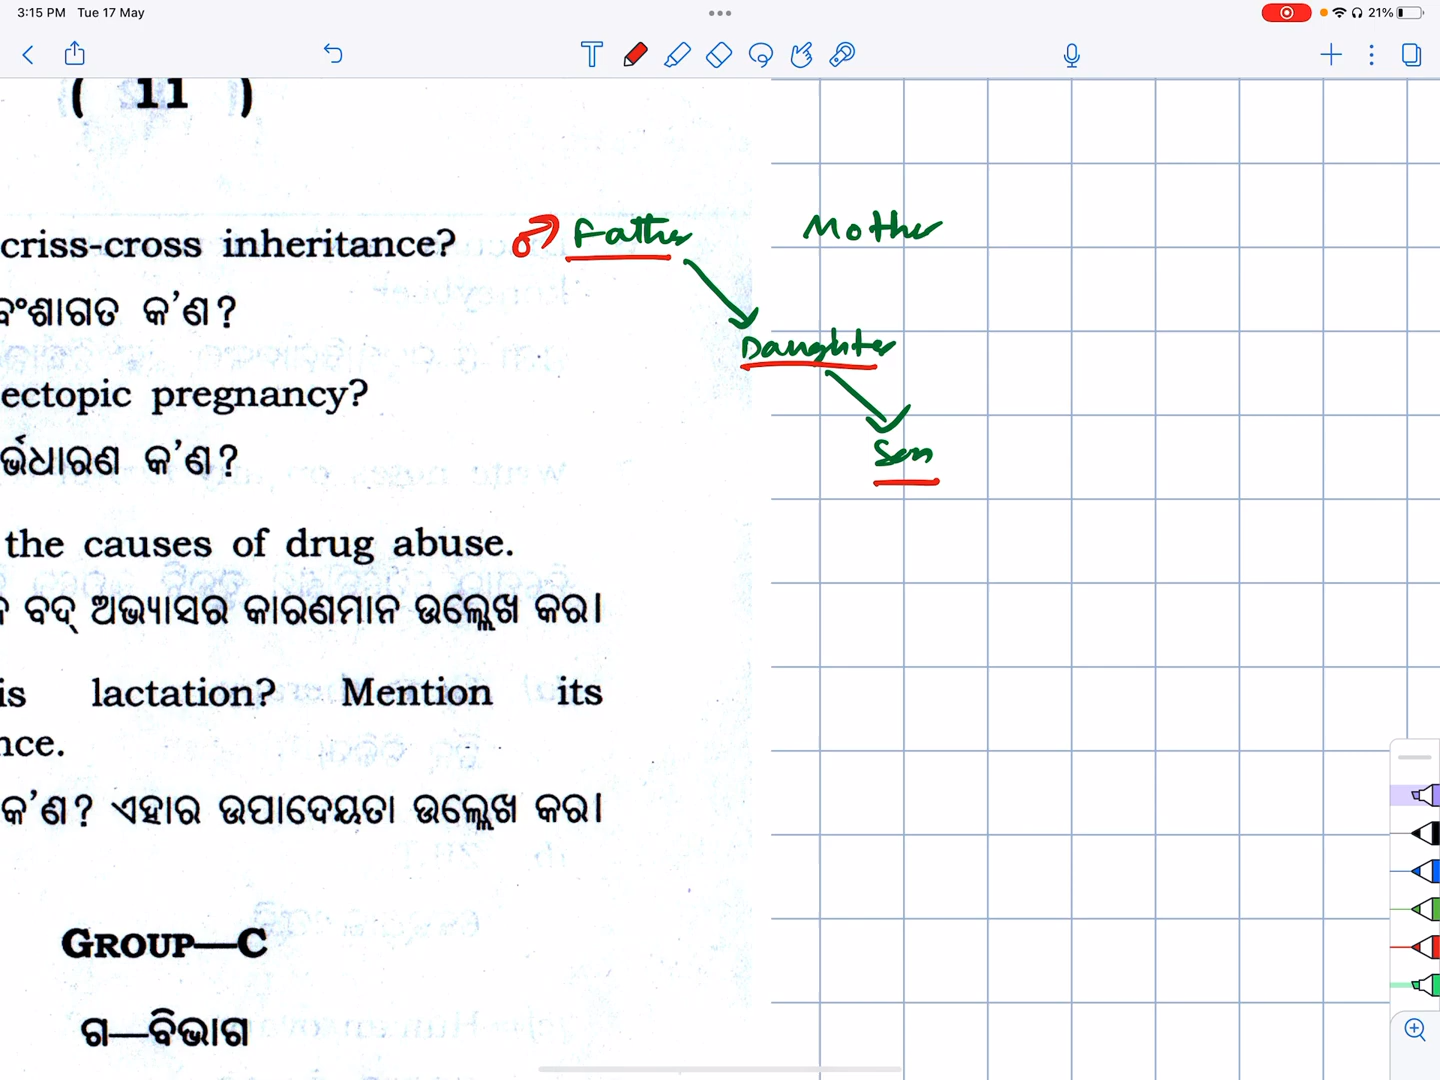 3:15 PM Tue 17 May
21%
( 11 )
criss-cross inheritance?
ବଂଶାଗତ କ'ଣ?
ectopic pregnancy?
ର୍ଭଧାରଣ କ'ଣ?
the causes of drug abuse.
ବଦ୍ ଅଭ୍ୟାସର କାରଣମାନ ଉଲ୍ଲେଖ କର।
is lactation? Mention its
nce.
କ'ଣ? ଏହାର ଉପାଦେୟତା ଉଲ୍ଲେଖ କର।
GROUP—C
ଗ—ବିଭାଗ
♂ Father Mother
Daughter
Son